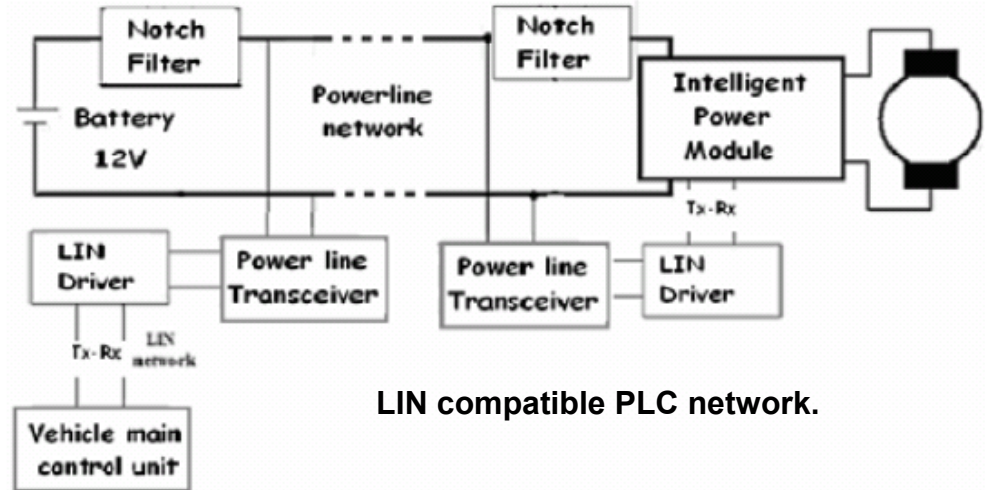 Notch
Filter
Notch
Filter
Battery
12V
Powerline
network
Intelligent
Power
Module
Tx-Rx
LIN
Driver
Power line
Transceiver
Power line
Transceiver
LIN
Driver
Tx-Rx
LIN
network
LIN compatible PLC network.
Vehicle main
control unit